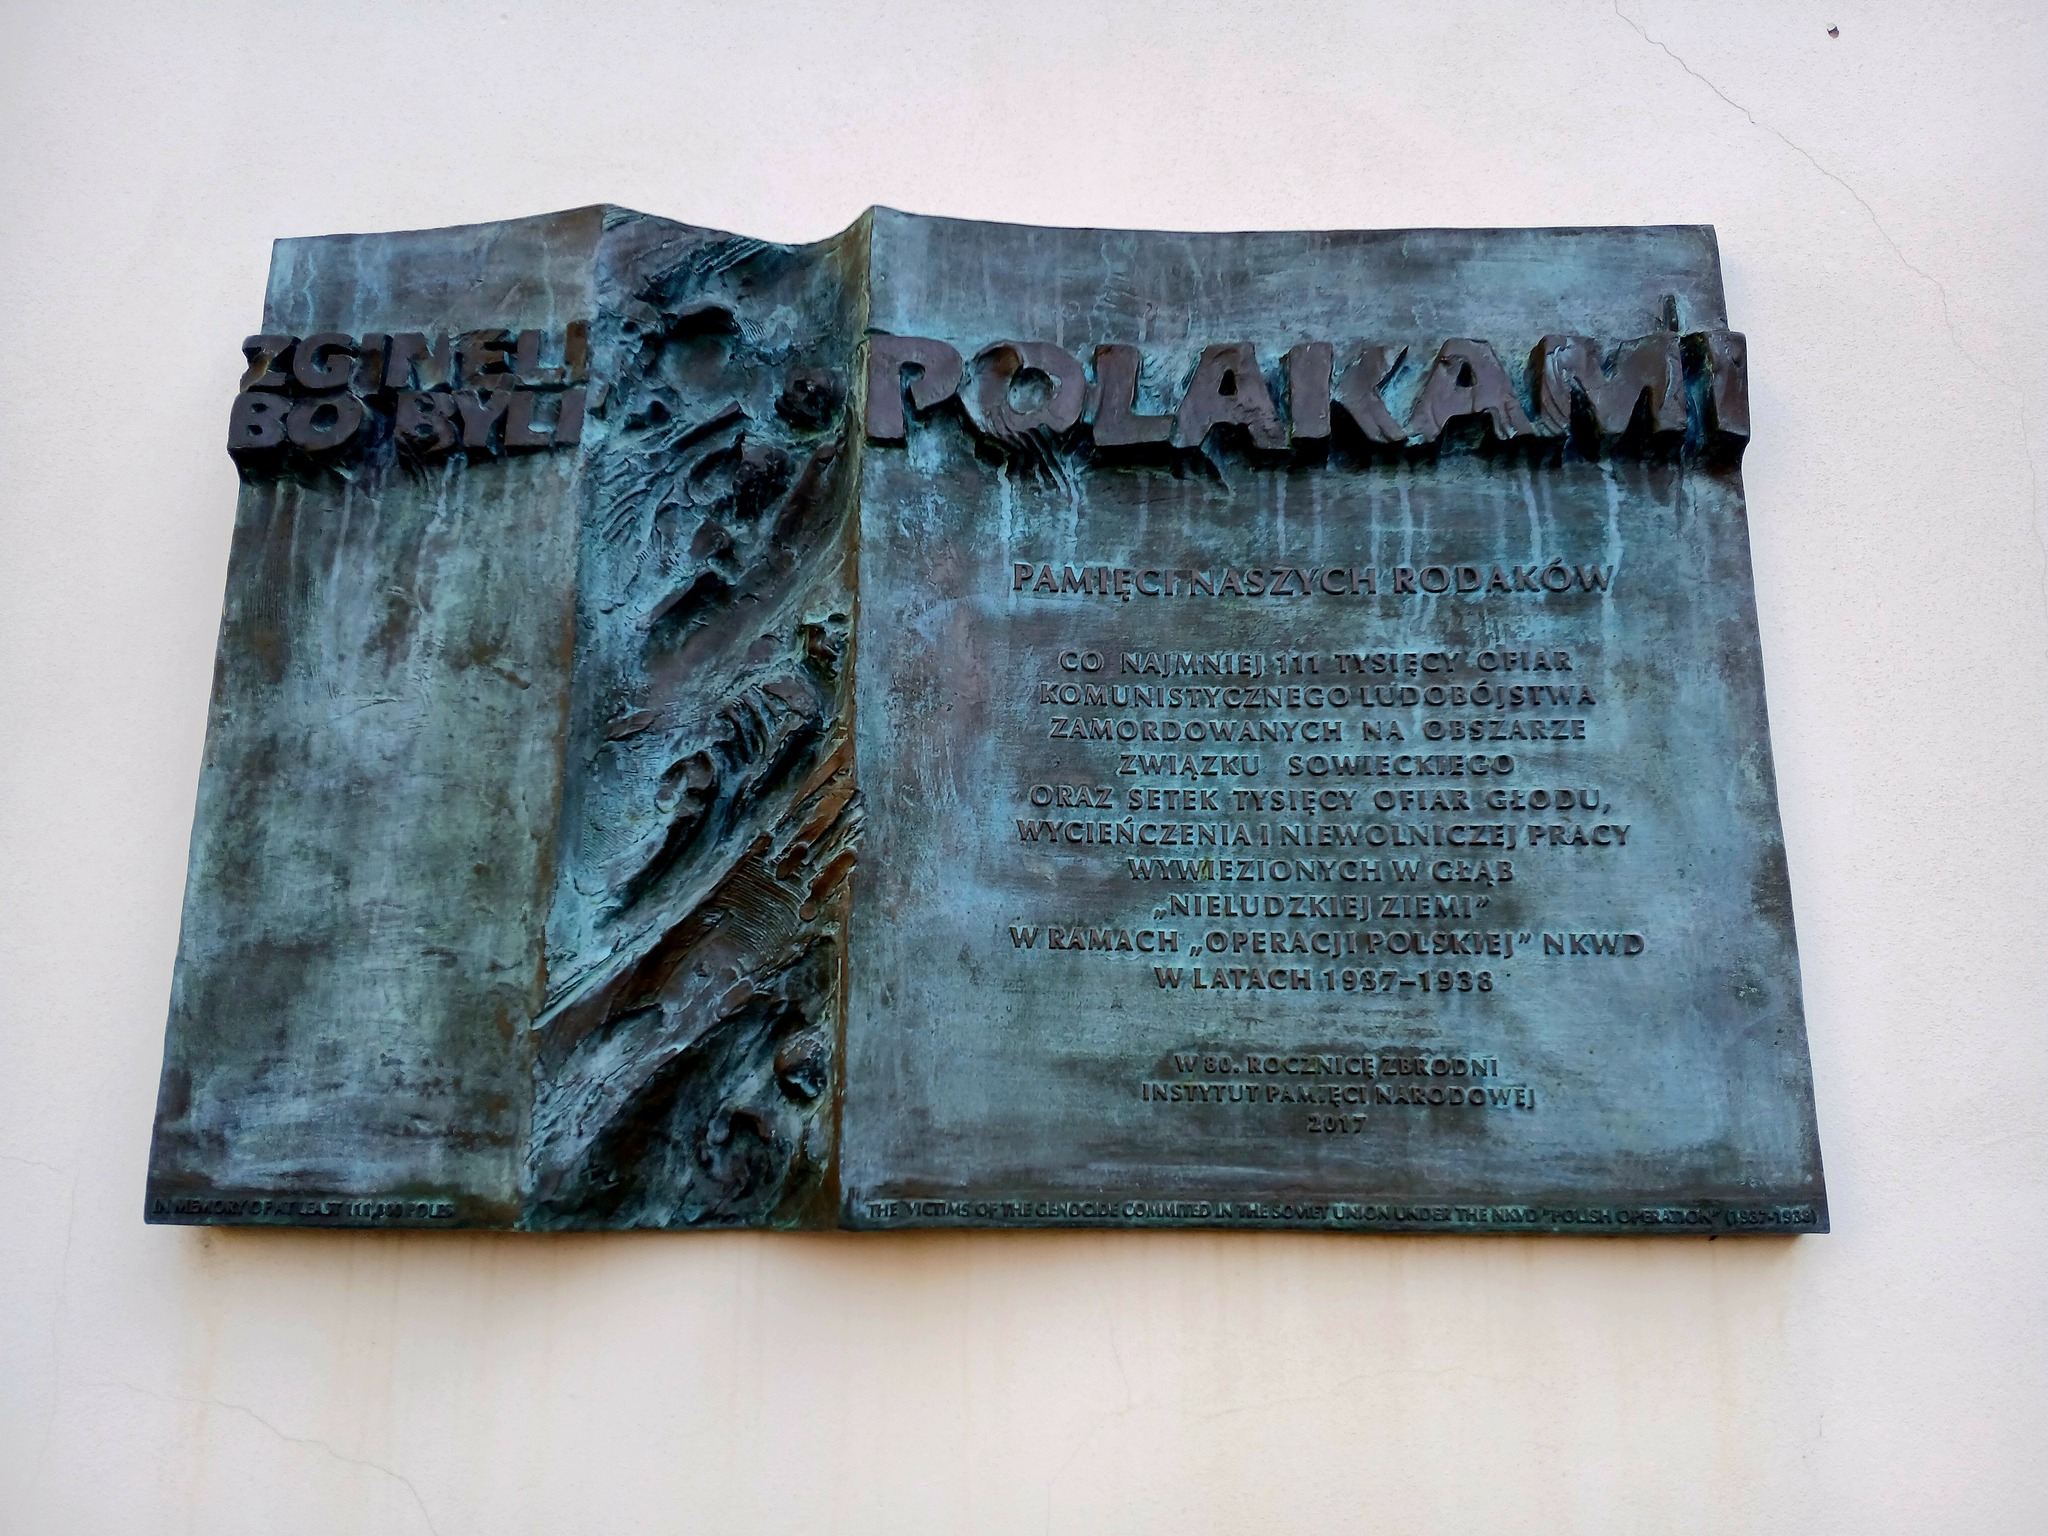 ZGINĘLI
BO BYLI
POLAKAMI
PAMIĘCI NASZYCH RODAKÓW
CO NAJMNIEJ 111 TYSIĘCY OFIAR
KOMUNISTYCZNEGO LUDOBÓJSTWA
ZAMORDOWANYCH NA OBSZARZE
ZWIĄZKU SOWIECKIEGO
ORAZ SETEK TYSIĘCY OFIAR GŁODU,
WYCIEŃCZENIA I NIEWOLNICZEJ PRACY
WYWIEZIONYCH W GŁĄB
„NIELUDZKIEJ ZIEMI”
W RAMACH „OPERACJI POLSKIEJ” NKWD
W LATACH 1937–1938
W 80. ROCZNICĘ ZBRODNI
INSTYTUT PAMIĘCI NARODOWEJ
2017
IN MEMORY OF AT LEAST 111,000 POLES
THE VICTIMS OF THE GENOCIDE COMMITED IN THE SOVIET UNION UNDER THE NKVD "POLISH OPERATION" (1937-1938)